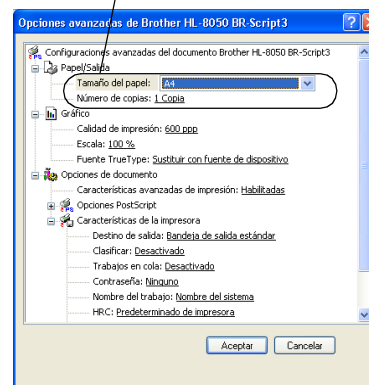 Opciones avanzadas de Brother HL-8050 BR-Script3
Configuraciones avanzadas del documento Brother HL-8050 BR-Script3
Papel/Salida
Tamaño del papel: A4
Número de copias: 1 Copia
Gráfico
Calidad de impresión: 600 ppp
Escala: 100 %
Fuente TrueType: Sustituir con fuente de dispositivo
Opciones de documento
Características avanzadas de impresión: Habilitadas
Opciones PostScript
Características de la impresora
Destino de salida: Bandeja de salida estándar
Clasificar: Desactivado
Trabajos en cola: Desactivado
Contraseña: Ninguno
Nombre del trabajo: Nombre del sistema
HRC: Predeterminado de impresora
Aceptar Cancelar